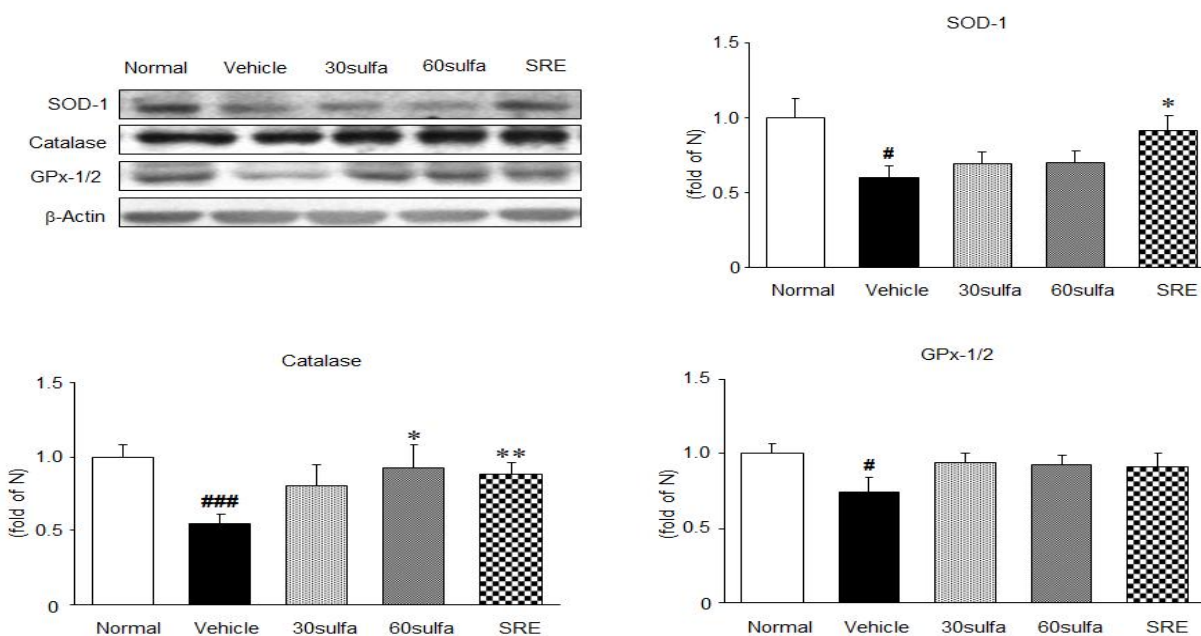 Normal Vehicle 30sulfa 60sulfa SRE
SOD-1
Catalase
GPx-1/2
β-Actin
SOD-1
1.5
1.0
0.5
0
(fold of N)
#
*
Normal Vehicle 30sulfa 60sulfa SRE
Catalase
1.5
1.0
0.5
0
(fold of N)
###
*
**
Normal Vehicle 30sulfa 60sulfa SRE
GPx-1/2
1.5
1.0
0.5
0
(fold of N)
#
Normal Vehicle 30sulfa 60sulfa SRE